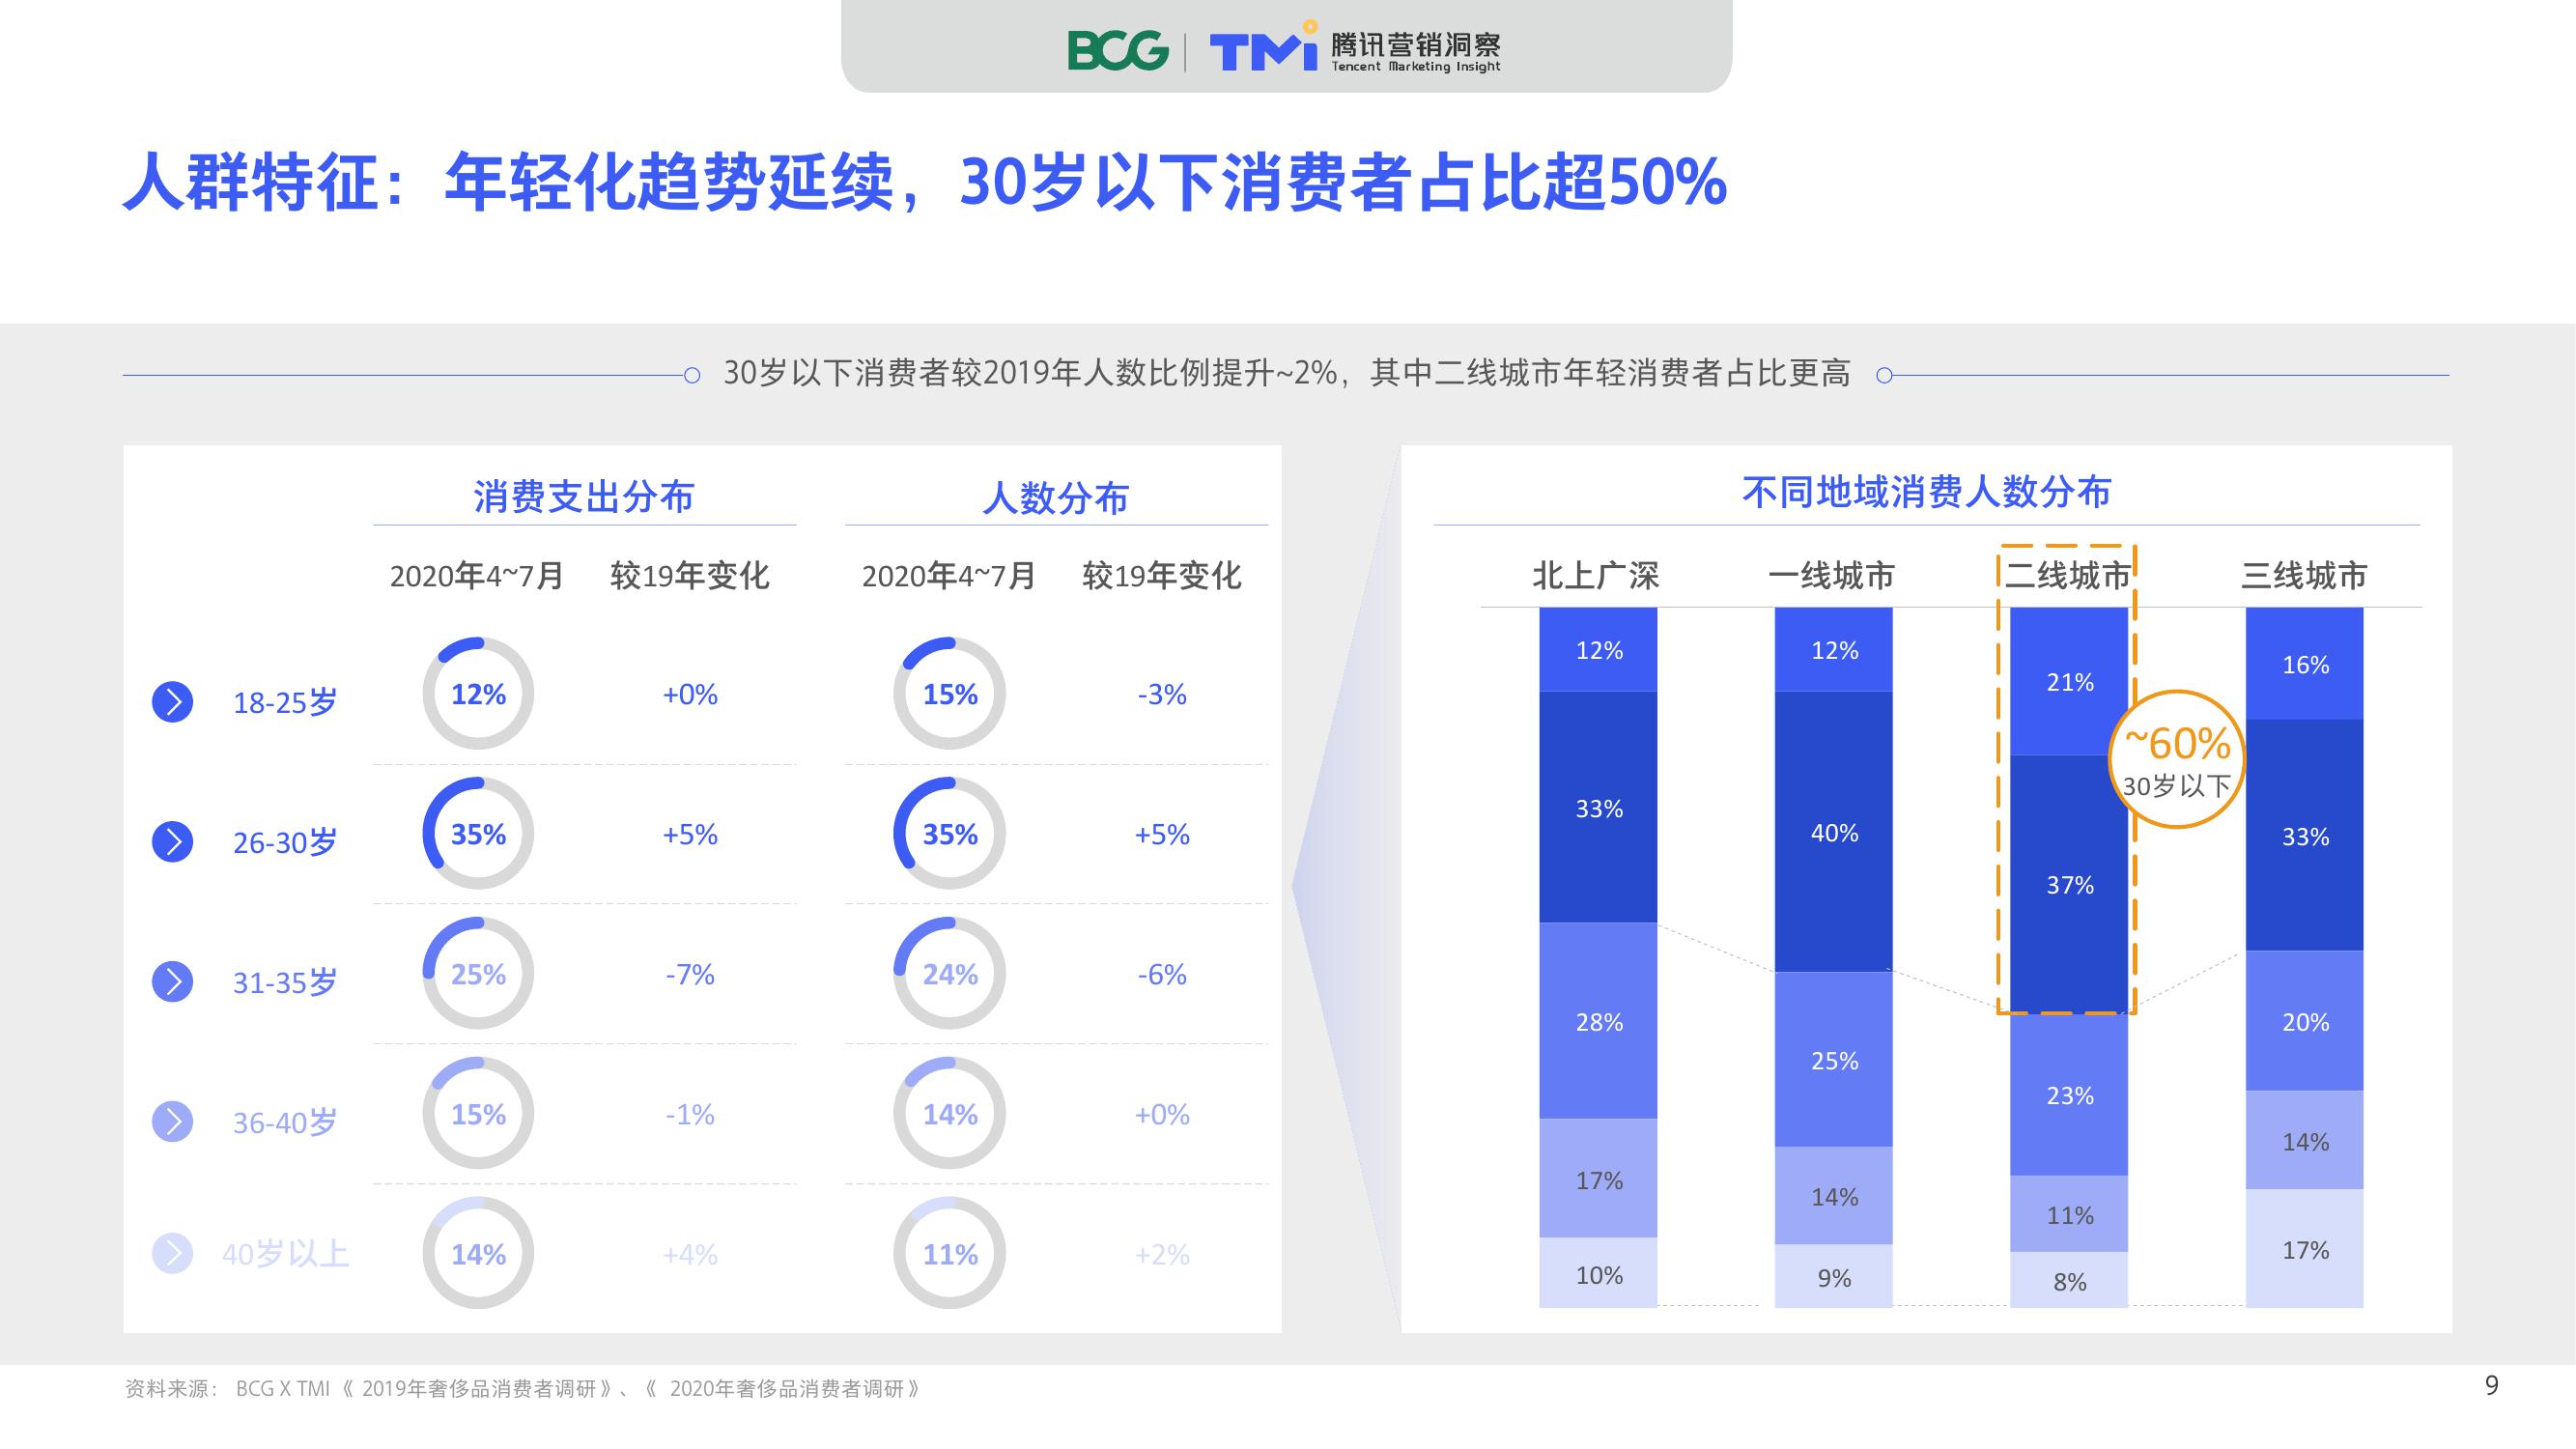 BCG
TMi 腾讯营销洞察
Tencent Marketing Insight
人群特征：年轻化趋势延续，30岁以下消费者占比超50%
30岁以下消费者较2019年人数比例提升~2%，其中二线城市年轻消费者占比更高
消费支出分布 人数分布
2020年4~7月 较19年变化 2020年4~7月 较19年变化
18-25岁 12% +0% 15% -3%
26-30岁 35% +5% 35% +5%
31-35岁 25% -7% 24% -6%
36-40岁 15% -1% 14% +0%
40岁以上 14% +4% 11% +2%
不同地域消费人数分布
北上广深 一线城市 二线城市 三线城市
12% 12% 21% 16%
~60%
30岁以下
33% 40% 37% 33%
28% 25% 23% 20%
17% 14% 11% 14%
10% 9% 8% 17%
资料来源： BCG X TMI《 2019年奢侈品消费者调研》、《 2020年奢侈品消费者调研》
9